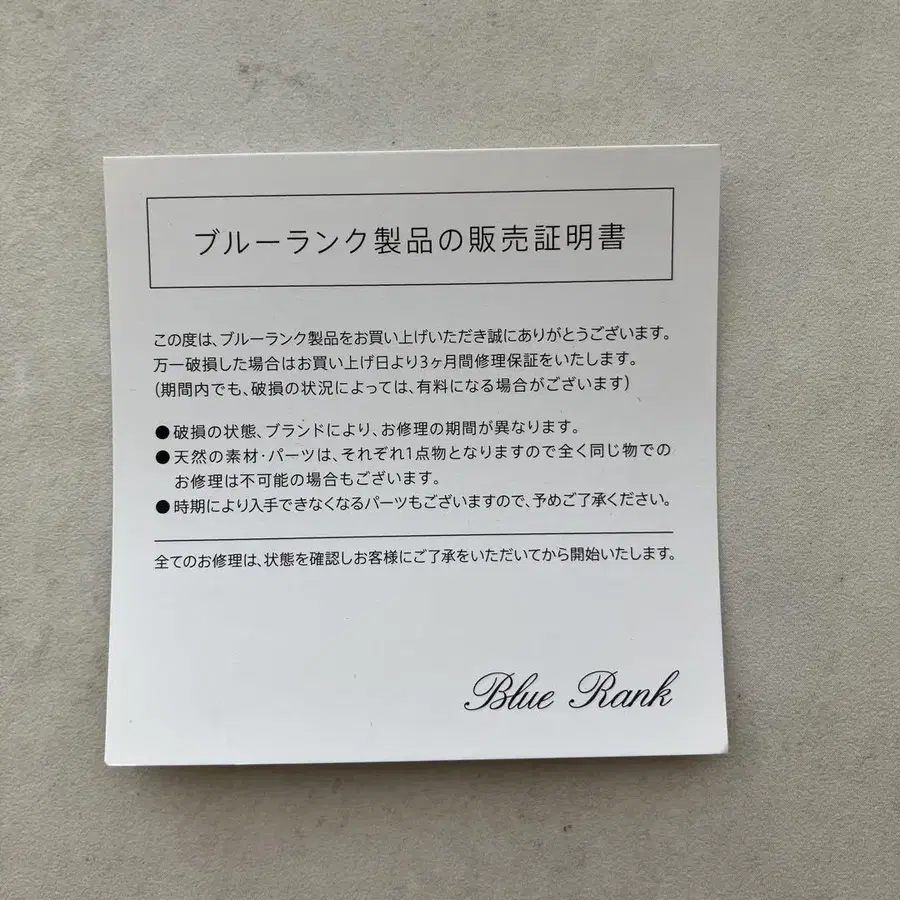 ブルーランク製品の販売証明書
この度は、ブルーランク製品をお買い上げいただき誠にありがとうございます。
万一破損した場合はお買い上げ日より3ヶ月間修理保証をいたします。
(期間内でも、破損の状況によっては、有料になる場合がございます)
●破損の状態、ブランドにより、お修理の期間が異なります。
●天然の素材・パーツは、それぞれ1点物となりますので全く同じ物での
お修理は不可能の場合もございます。
●時期により入手できなくなるパーツもございますので、予めご了承ください。
全てのお修理は、状態を確認しお客様にご了承をいただいてから開始いたします。
Blue Rank